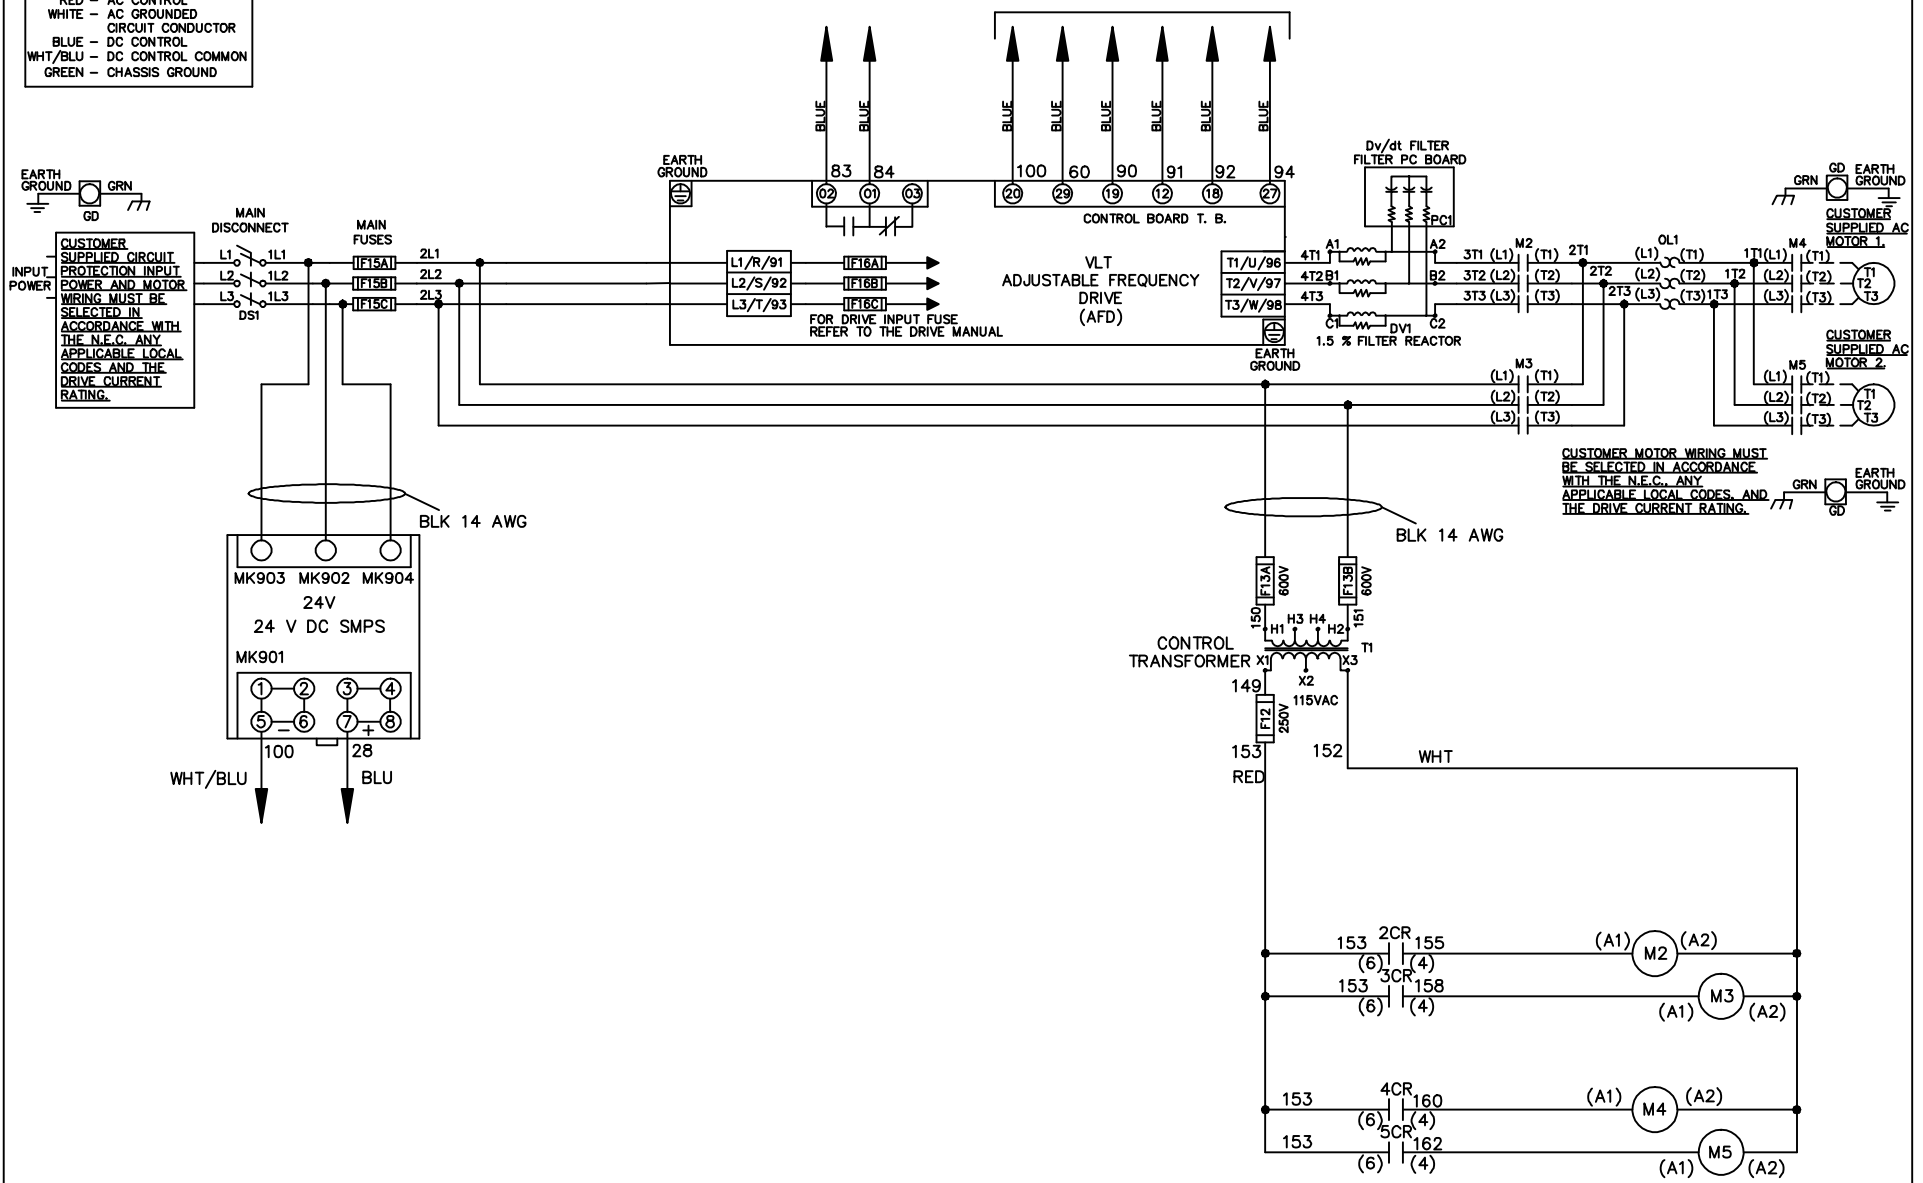 RED – AC CONTROL
WHITE – AC GROUNDED
CIRCUIT CONDUCTOR
BLUE – DC CONTROL
WHT/BLU – DC CONTROL COMMON
GREEN – CHASSIS GROUND
BLUE
BLUE
BLUE
BLUE
BLUE
BLUE
BLUE
BLUE
EARTH
GROUND
GRN
GD
EARTH
GROUND
83 84
02 01 03
100 60 90 91 92 94
20 29 19 12 18 27
CONTROL BOARD T. B.
Dv/dt FILTER
FILTER PC BOARD
PC1
GD
GRN
EARTH
GROUND
CUSTOMER
SUPPLIED AC
MOTOR 1.
INPUT
POWER
CUSTOMER
SUPPLIED CIRCUIT
PROTECTION INPUT
POWER AND MOTOR
WIRING MUST BE
SELECTED IN
ACCORDANCE WITH
THE N.E.C. ANY
APPLICABLE LOCAL
CODES AND THE
DRIVE CURRENT
RATING.
MAIN
DISCONNECT
L1 1L1
L2 1L2
L3 1L3
DS1
MAIN
FUSES
F15A 2L1
F15B 2L2
F15C 2L3
L1/R/91 F16A
L2/S/92 F16B
L3/T/93 F16C
FOR DRIVE INPUT FUSE
REFER TO THE DRIVE MANUAL
VLT
ADJUSTABLE FREQUENCY
DRIVE
(AFD)
T1/U/96 4T1 A1 A2 3T1 (L1) M2 (T1) 2T1 (L1) OL1 (T1) 1T1 (L1) M4 (T1) T1
T2/V/97 4T2 B1 B2 3T2 (L2) (T2) 2T2 (L2) (T2) 1T2 (L2) (T2) T2
T3/W/98 4T3 C1 C2 3T3 (L3) (T3) 2T3 (L3) (T3) 1T3 (L3) (T3) T3
DV1
1.5 % FILTER REACTOR
EARTH
GROUND
CUSTOMER
SUPPLIED AC
MOTOR 2.
M3
(L1) (T1)
(L2) (T2)
(L3) (T3)
M5
(L1) (T1) T1
(L2) (T2) T2
(L3) (T3) T3
CUSTOMER MOTOR WIRING MUST
BE SELECTED IN ACCORDANCE
WITH THE N.E.C., ANY
APPLICABLE LOCAL CODES, AND
THE DRIVE CURRENT RATING.
GRN
GD
EARTH
GROUND
BLK 14 AWG
BLK 14 AWG
MK903 MK902 MK904
24V
24 V DC SMPS
MK901
1 2 3 4
5 – 6 7 + 8
100 28
WHT/BLU BLU
F13A 600V F13B 600V
150 151
H1 H3 H4 H2
T1
CONTROL
TRANSFORMER
X1 X2 X3
149
115VAC
F12 250V
153 152
RED
WHT
153 2CR 155 (A1) M2 (A2)
(6) (4)
153 3CR 158 M3
(6) (4) (A1) (A2)
153 4CR 160 (A1) M4 (A2)
(6) (4)
153 5CR 162 M5
(6) (4) (A1) (A2)